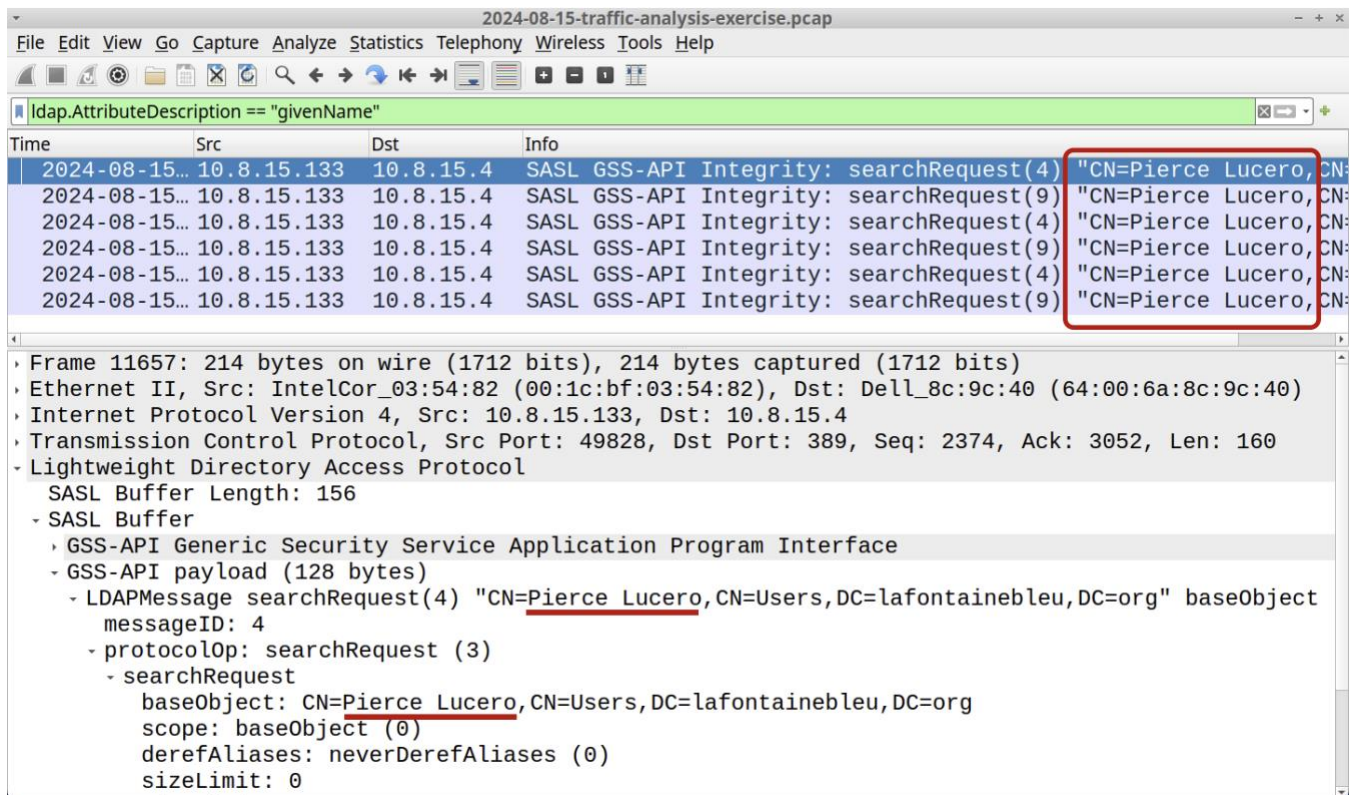 2024-08-15-traffic-analysis-exercise.pcap
File Edit View Go Capture Analyze Statistics Telephony Wireless Tools Help
ldap.AttributeDescription == "givenName"
Time Src Dst Info
2024-08-15… 10.8.15.133 10.8.15.4 SASL GSS-API Integrity: searchRequest(4) "CN=Pierce Lucero,CN=
2024-08-15… 10.8.15.133 10.8.15.4 SASL GSS-API Integrity: searchRequest(9) "CN=Pierce Lucero,CN=
2024-08-15… 10.8.15.133 10.8.15.4 SASL GSS-API Integrity: searchRequest(4) "CN=Pierce Lucero,CN=
2024-08-15… 10.8.15.133 10.8.15.4 SASL GSS-API Integrity: searchRequest(9) "CN=Pierce Lucero,CN=
2024-08-15… 10.8.15.133 10.8.15.4 SASL GSS-API Integrity: searchRequest(4) "CN=Pierce Lucero,CN=
2024-08-15… 10.8.15.133 10.8.15.4 SASL GSS-API Integrity: searchRequest(9) "CN=Pierce Lucero,CN=
Frame 11657: 214 bytes on wire (1712 bits), 214 bytes captured (1712 bits)
Ethernet II, Src: IntelCor_03:54:82 (00:1c:bf:03:54:82), Dst: Dell_8c:9c:40 (64:00:6a:8c:9c:40)
Internet Protocol Version 4, Src: 10.8.15.133, Dst: 10.8.15.4
Transmission Control Protocol, Src Port: 49828, Dst Port: 389, Seq: 2374, Ack: 3052, Len: 160
Lightweight Directory Access Protocol
SASL Buffer Length: 156
SASL Buffer
GSS-API Generic Security Service Application Program Interface
GSS-API payload (128 bytes)
LDAPMessage searchRequest(4) "CN=Pierce Lucero,CN=Users,DC=lafontainebleu,DC=org" baseObject
messageID: 4
protocolOp: searchRequest (3)
searchRequest
baseObject: CN=Pierce Lucero,CN=Users,DC=lafontainebleu,DC=org
scope: baseObject (0)
derefAliases: neverDerefAliases (0)
sizeLimit: 0